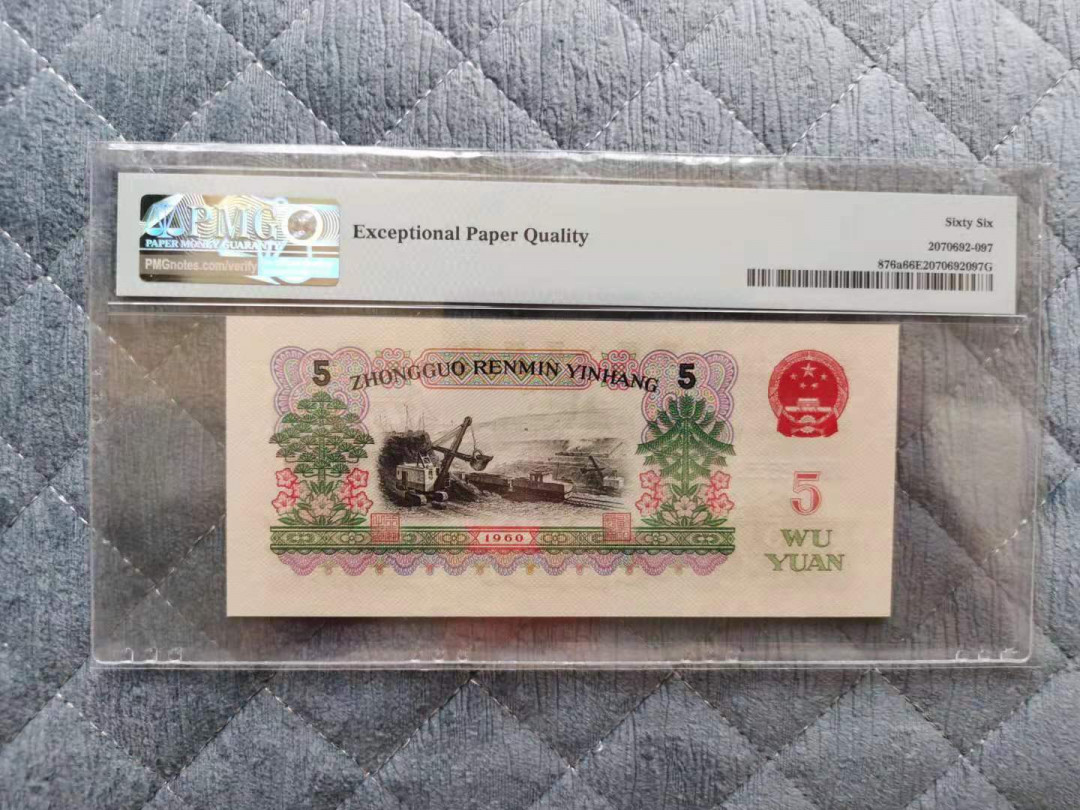 PMG
PAPER MONEY GUARANTY
PMGnotes.com/verify
Exceptional Paper Quality
Sixty Six
2070692-097
876a66E2070692097G
5 ZHONGGUO RENMIN YINHANG 5
1960
5
WU
YUAN